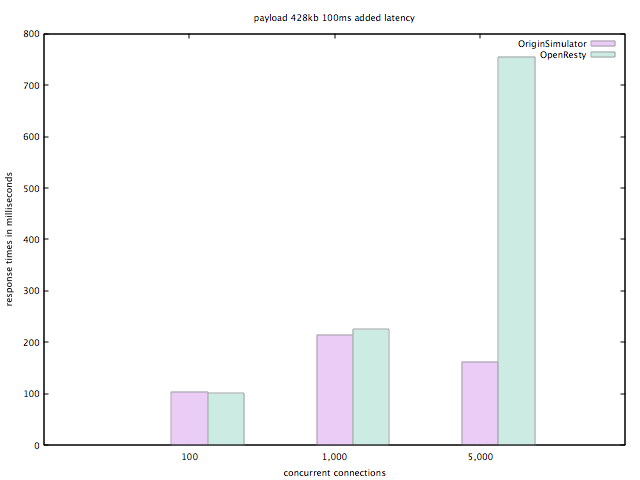 payload 428kb 100ms added latency
OriginSimulator
OpenResty
800
700
600
500
400
300
200
100
0
response times in milliseconds
100 1,000 5,000
concurrent connections